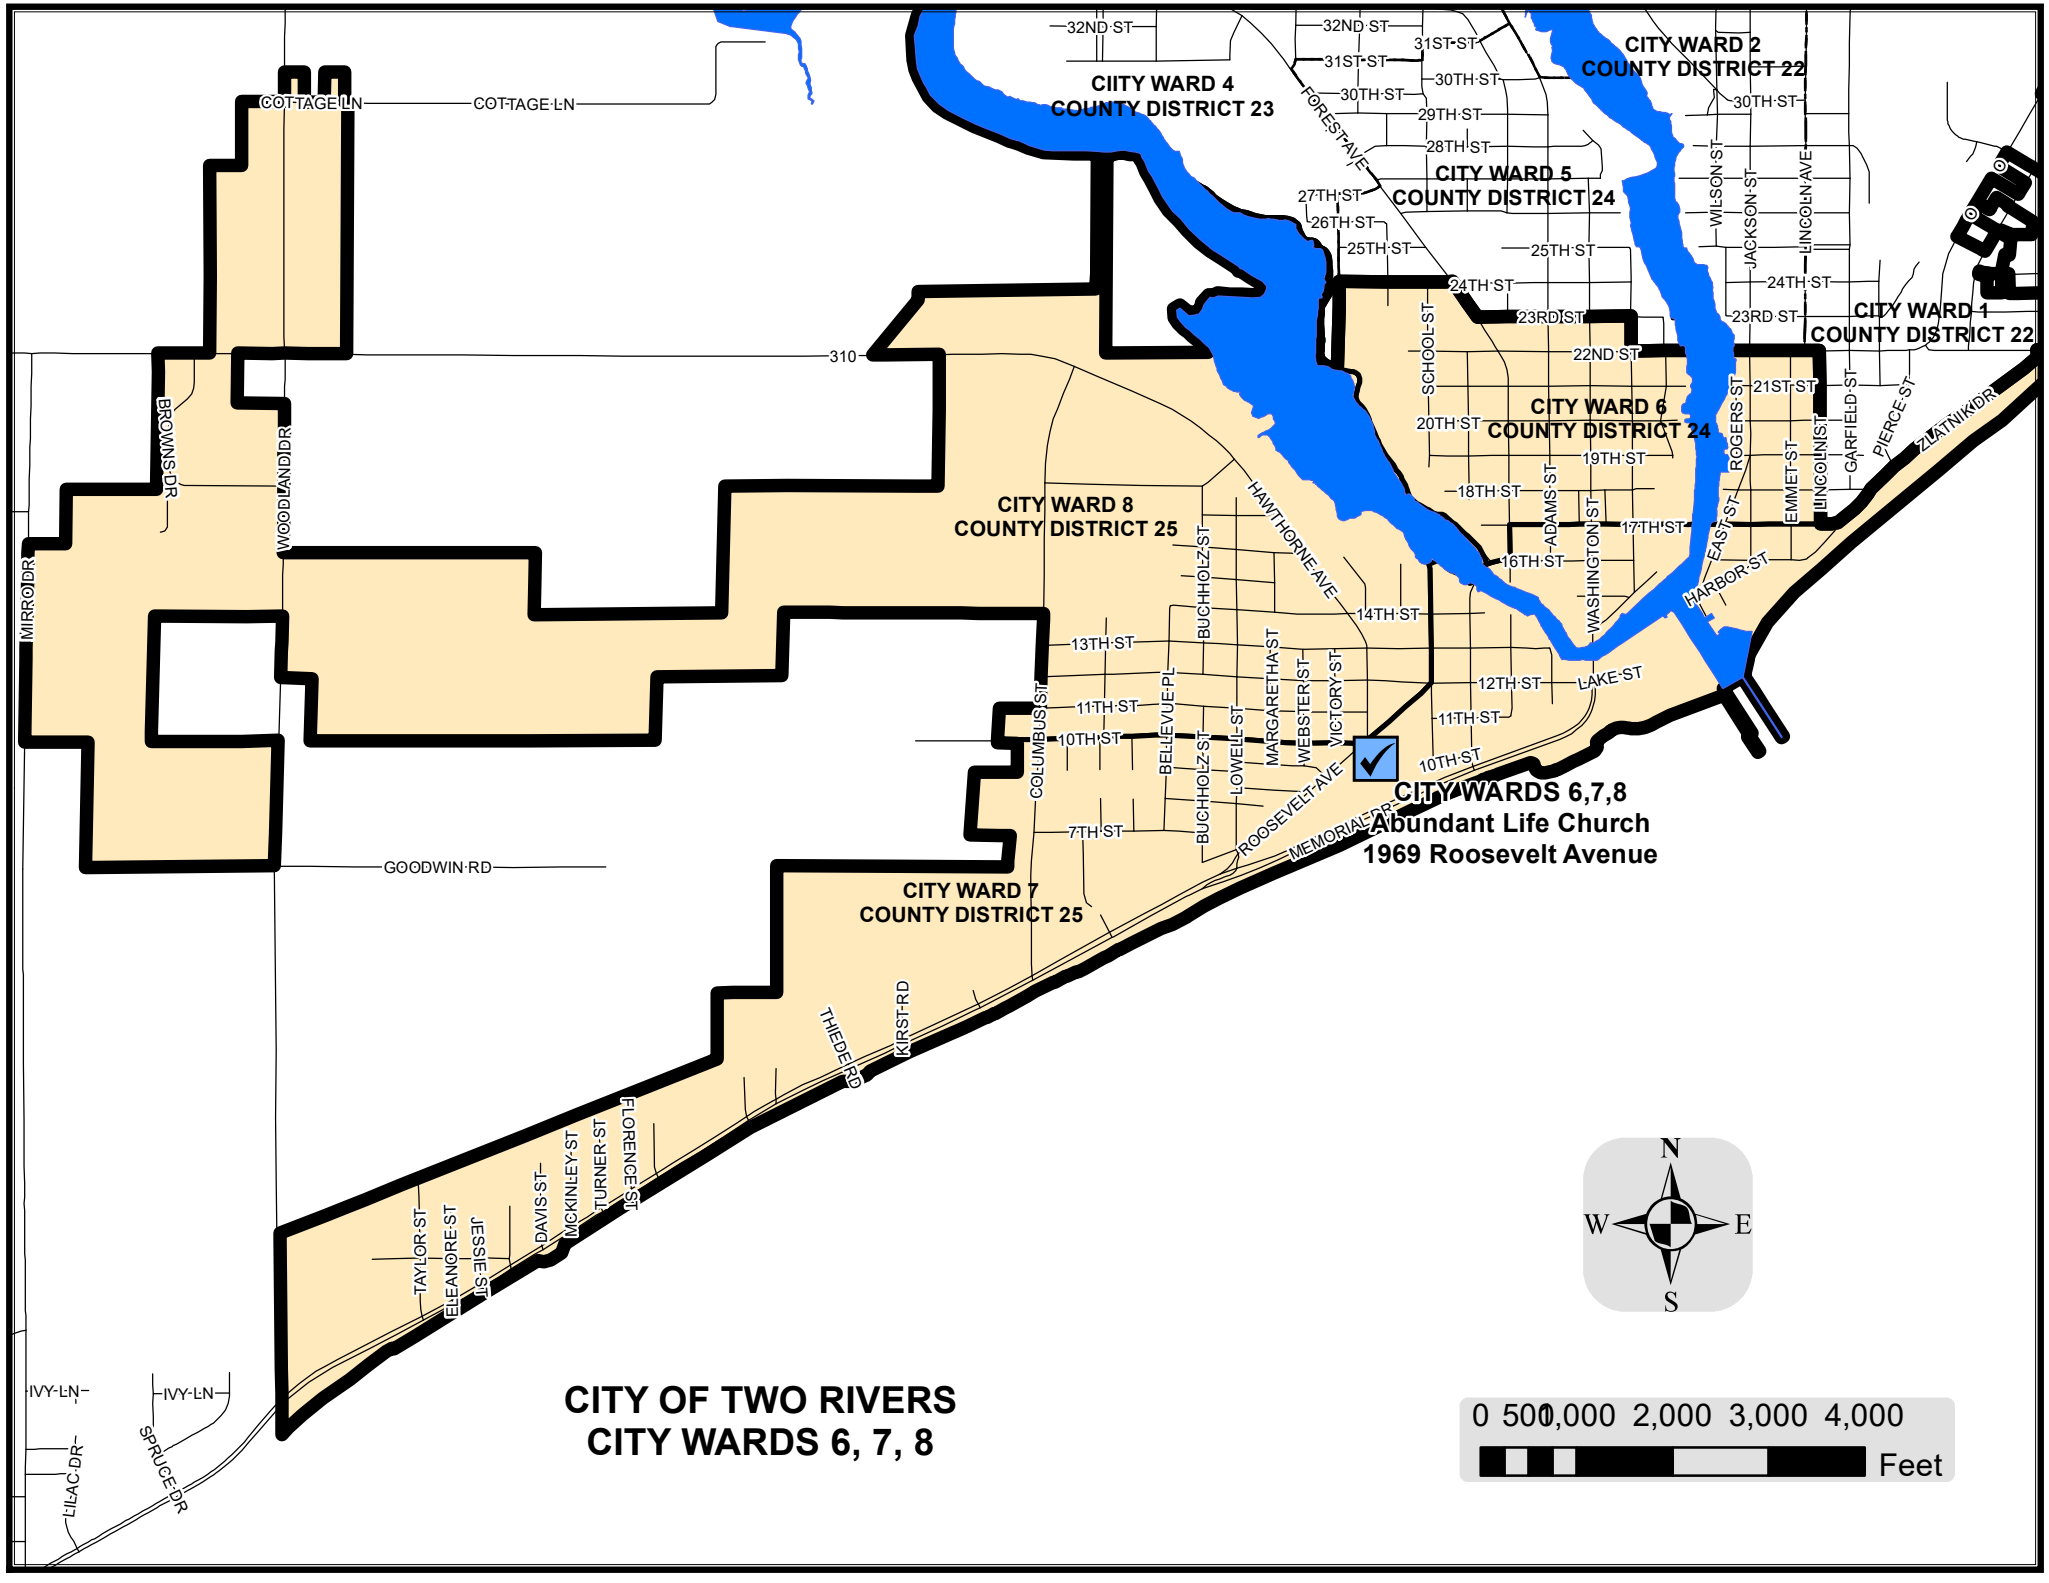 32ND ST
32ND ST
31ST ST
31ST ST
CITY WARD 2
COUNTY DISTRICT 22
CIITY WARD 4
COUNTY DISTRICT 23
COTTAGE LN
COTTAGE LN
30TH ST
30TH ST
30TH ST
29TH ST
28TH ST
FOREST AVE
CITY WARD 5
COUNTY DISTRICT 24
WILSON ST
JACKSON ST
LINCOLN AVE
27TH ST
26TH ST
25TH ST
25TH ST
24TH ST
24TH ST
23RD ST
23RD ST
CITY WARD 1
COUNTY DISTRICT 22
310
22ND ST
SCHOOL ST
21ST ST
ROGERS ST
CITY WARD 6
COUNTY DISTRICT 24
20TH ST
19TH ST
18TH ST
17TH ST
16TH ST
ADAMS ST
WASHINGTON ST
EAST ST
EMMET ST
LINCOLN ST
GARFIELD ST
PIERCE ST
ZLATNIK DR
HARBOR ST
BROWNS DR
WOODLAND DR
MIRRO DR
CITY WARD 8
COUNTY DISTRICT 25
HAWTHORNE AVE
BUCHHOLZ ST
14TH ST
13TH ST
12TH ST
LAKE ST
11TH ST
11TH ST
10TH ST
10TH ST
COLUMBUS ST
BELLEVUE PL
BUCHHOLZ ST
LOWELL ST
MARGARETHA ST
WEBSTER ST
VICTORY ST
ROOSEVELT AVE
MEMORIAL DR
7TH ST
CITY WARDS 6,7,8
Abundant Life Church
1969 Roosevelt Avenue
GOODWIN RD
CITY WARD 7
COUNTY DISTRICT 25
THIEDE RD
KIRST RD
FLORENCE ST
TURNER ST
MCKINLEY ST
DAVIS ST
JESSIE ST
ELEANORE ST
TAYLOR ST
N
W
E
S
IVY LN
IVY LN
SPRUCE DR
LILAC DR
CITY OF TWO RIVERS
CITY WARDS 6, 7, 8
0 500 1,000 2,000 3,000 4,000
Feet